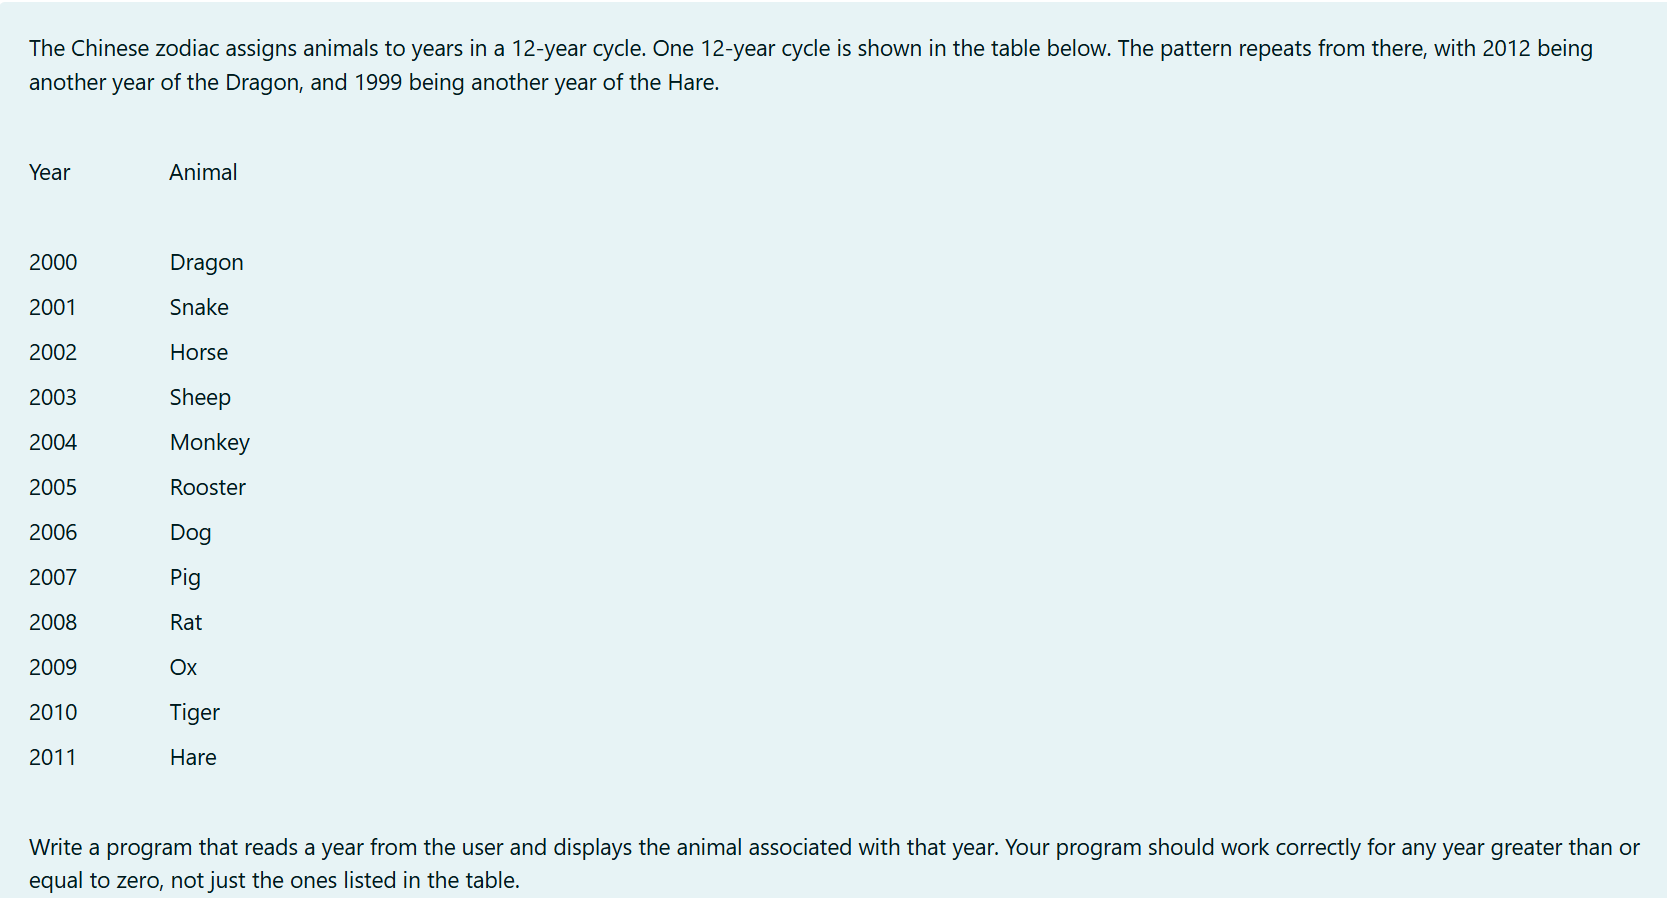 The Chinese zodiac assigns animals to years in a 12-year cycle. One 12-year cycle is shown in the table below. The pattern repeats from there, with 2012 being
another year of the Dragon, and 1999 being another year of the Hare.
Year Animal
2000 Dragon
2001 Snake
2002 Horse
2003 Sheep
2004 Monkey
2005 Rooster
2006 Dog
2007 Pig
2008 Rat
2009 Ox
2010 Tiger
2011 Hare
Write a program that reads a year from the user and displays the animal associated with that year. Your program should work correctly for any year greater than or
equal to zero, not just the ones listed in the table.